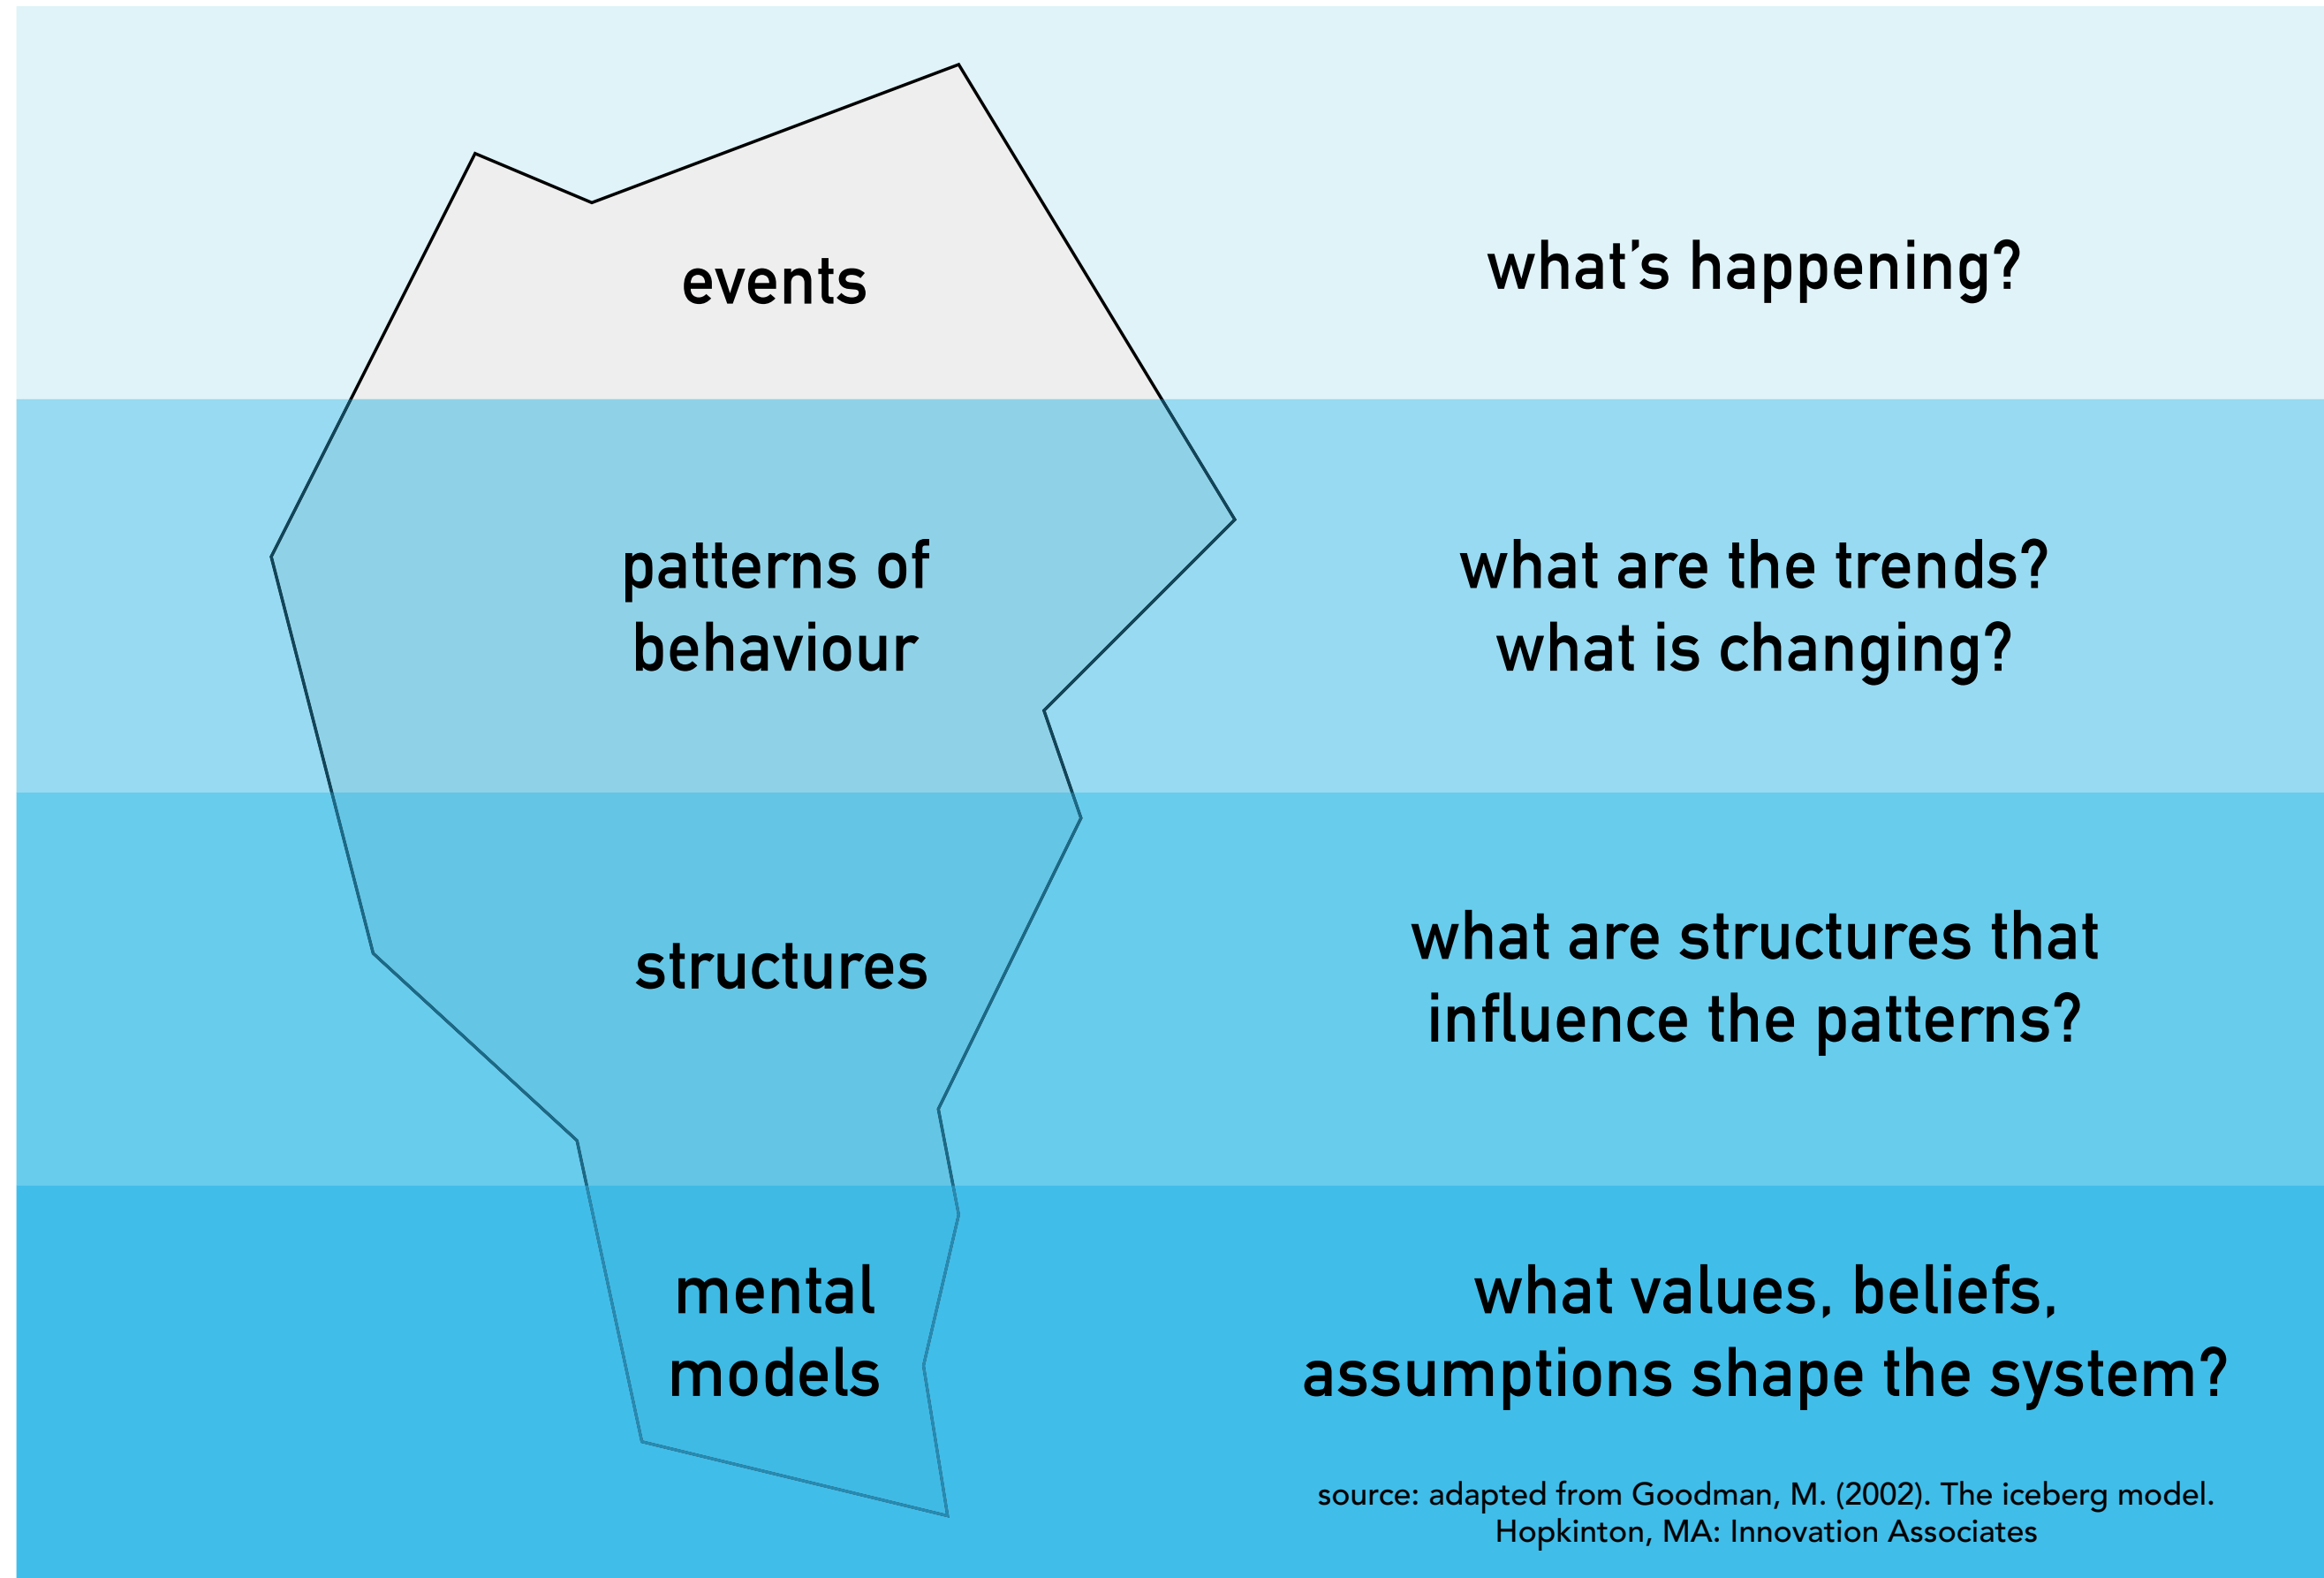 events
what's happening?
patterns of
behaviour
what are the trends?
what is changing?
structures
what are structures that
influence the patterns?
mental
models
what values, beliefs,
assumptions shape the system?
source: adapted from Goodman, M. (2002). The iceberg model.
Hopkinton, MA: Innovation Associates